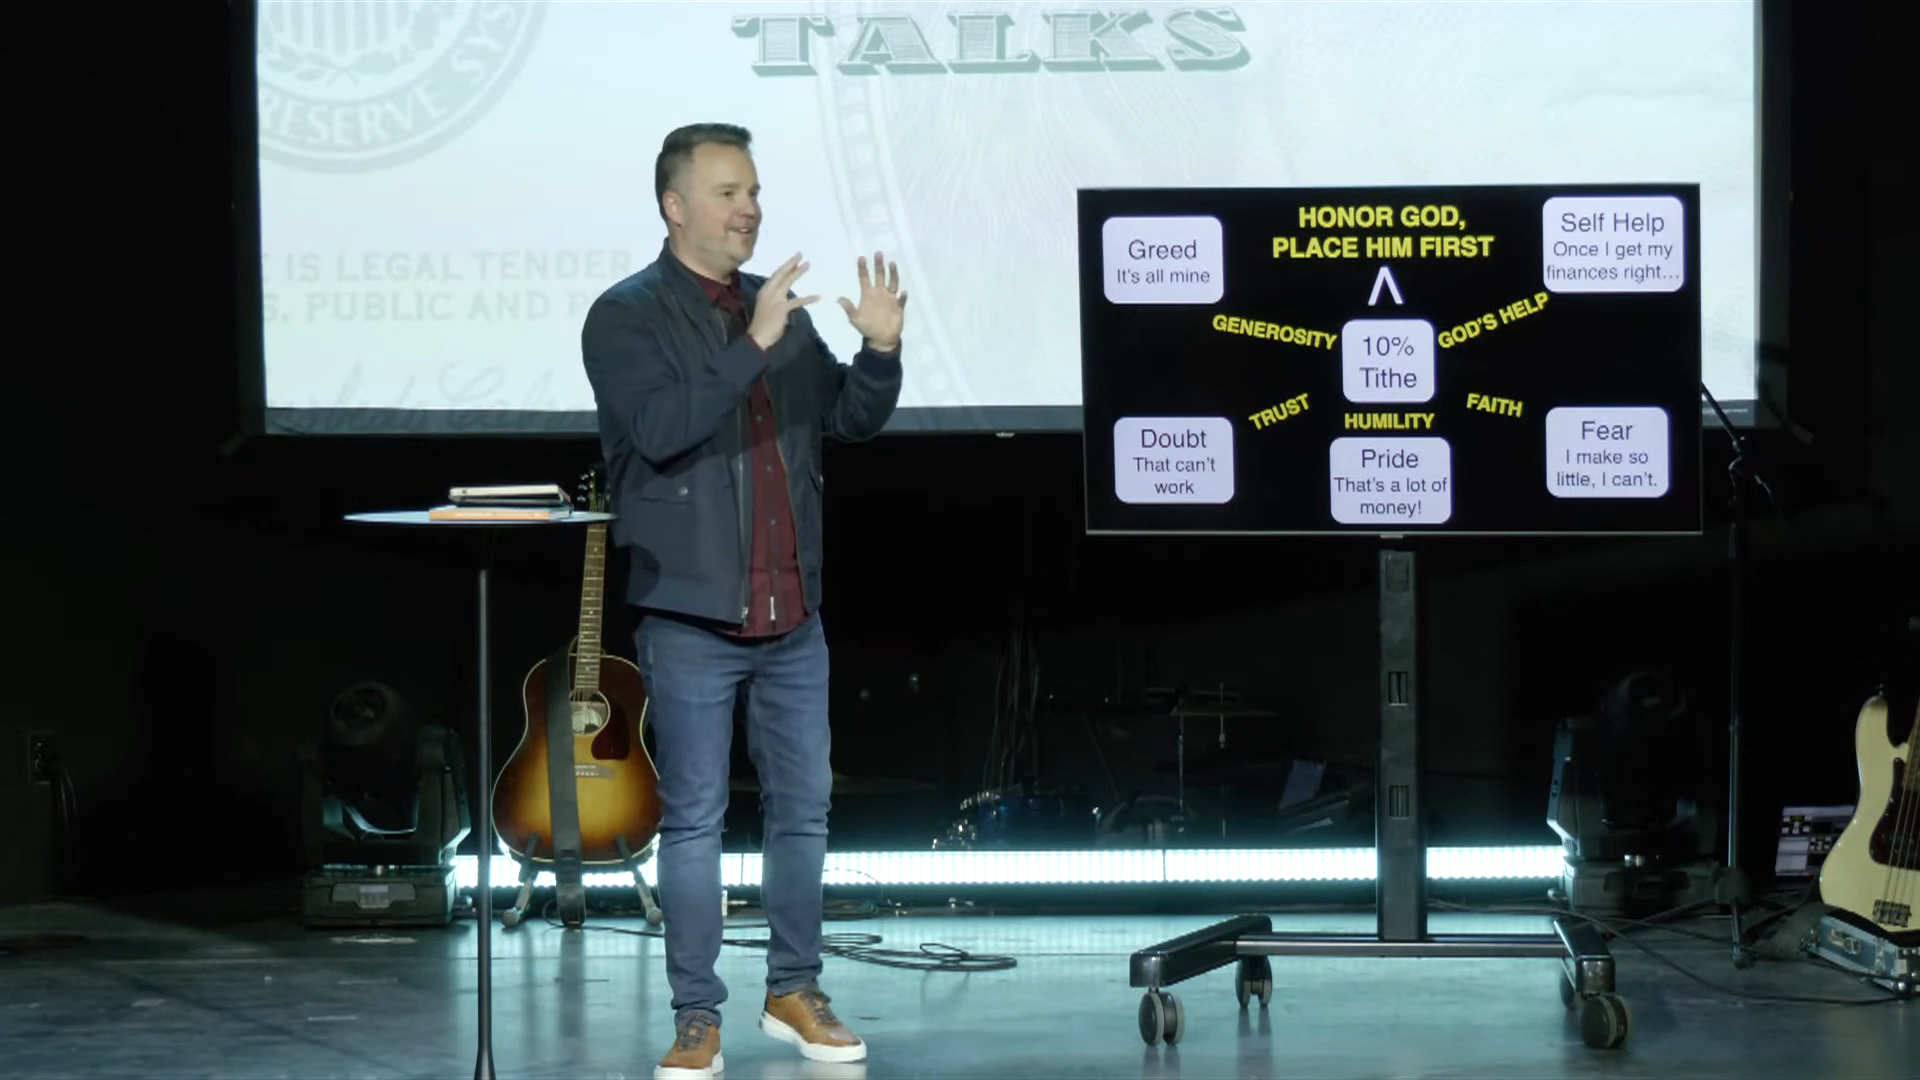 TALKS
RESERVE SYS
IS LEGAL TENDER
PUBLIC AND
HONOR GOD,
PLACE HIM FIRST
Greed
It's all mine
Self Help
Once I get my
finances right...
GENEROSITY
GOD'S HELP
10%
Tithe
TRUST
HUMILITY
FAITH
Doubt
That can't
work
Pride
That's a lot of
money!
Fear
I make so
little, I can't.